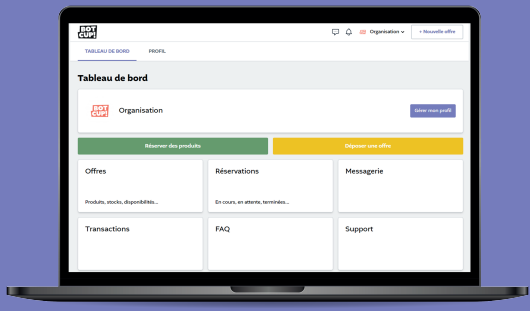 BOT
CUP!
Organisation
+ Nouvelle offre
TABLEAU DE BORD
PROFIL
Tableau de bord
BOT
CUP!
Organisation
Gérer mon profil
Réserver des produits
Déposer une offre
Offres
Produits, stocks, disponibilités...
Réservations
En cours, en attente, terminées...
Messagerie
Transactions
FAQ
Support